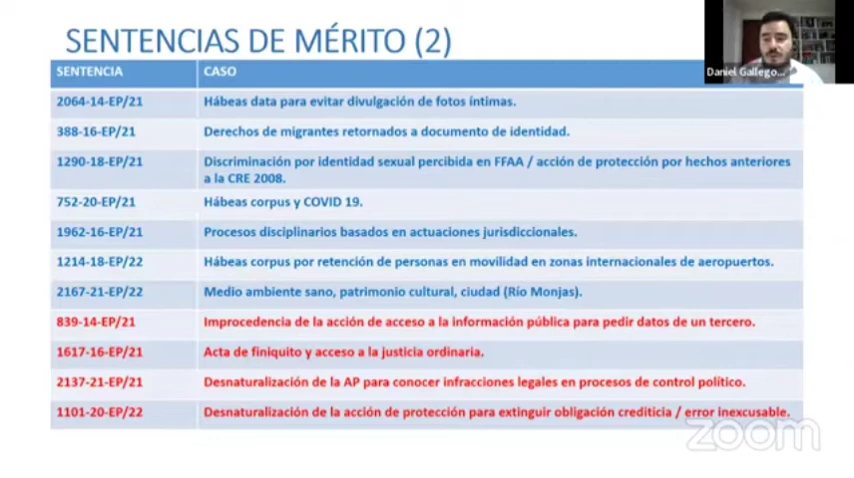 SENTENCIAS DE MÉRITO (2)
Daniel Gallego...
SENTENCIA CASO
2064-14-EP/21 Hábeas data para evitar divulgación de fotos íntimas.
388-16-EP/21 Derechos de migrantes retornados a documento de identidad.
1290-18-EP/21 Discriminación por identidad sexual percibida en FFAA / acción de protección por hechos anteriores
a la CRE 2008.
752-20-EP/21 Hábeas corpus y COVID 19.
1962-16-EP/21 Procesos disciplinarios basados en actuaciones jurisdiccionales.
1214-18-EP/22 Hábeas corpus por retención de personas en movilidad en zonas internacionales de aeropuertos.
2167-21-EP/22 Medio ambiente sano, patrimonio cultural, ciudad (Río Monjas).
839-14-EP/21 Improcedencia de la acción de acceso a la información pública para pedir datos de un tercero.
1617-16-EP/21 Acta de finiquito y acceso a la justicia ordinaria.
2137-21-EP/21 Desnaturalización de la AP para conocer infracciones legales en procesos de control político.
1101-20-EP/22 Desnaturalización de la acción de protección para extinguir obligación crediticia / error inexcusable.
zoom